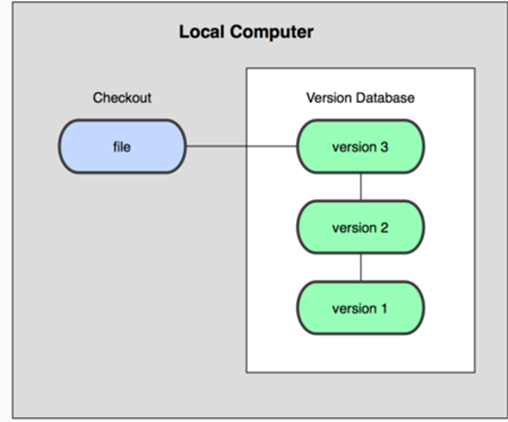 Local Computer
Checkout
Version Database
file
version 3
version 2
version 1